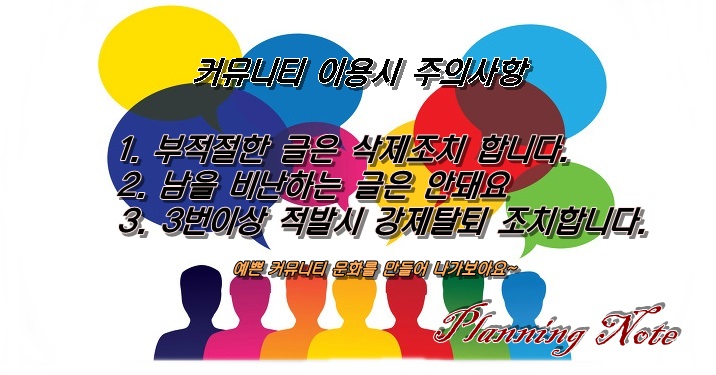 커뮤니티 이용시 주의사항
1. 부적절한 글은 삭제조치 합니다.
2. 남을 비난하는 글은 안돼요
3. 3번이상 적발시 강제탈퇴 조치합니다.
예쁜 커뮤니티 문화를 만들어 나가보아요~
Planning Note